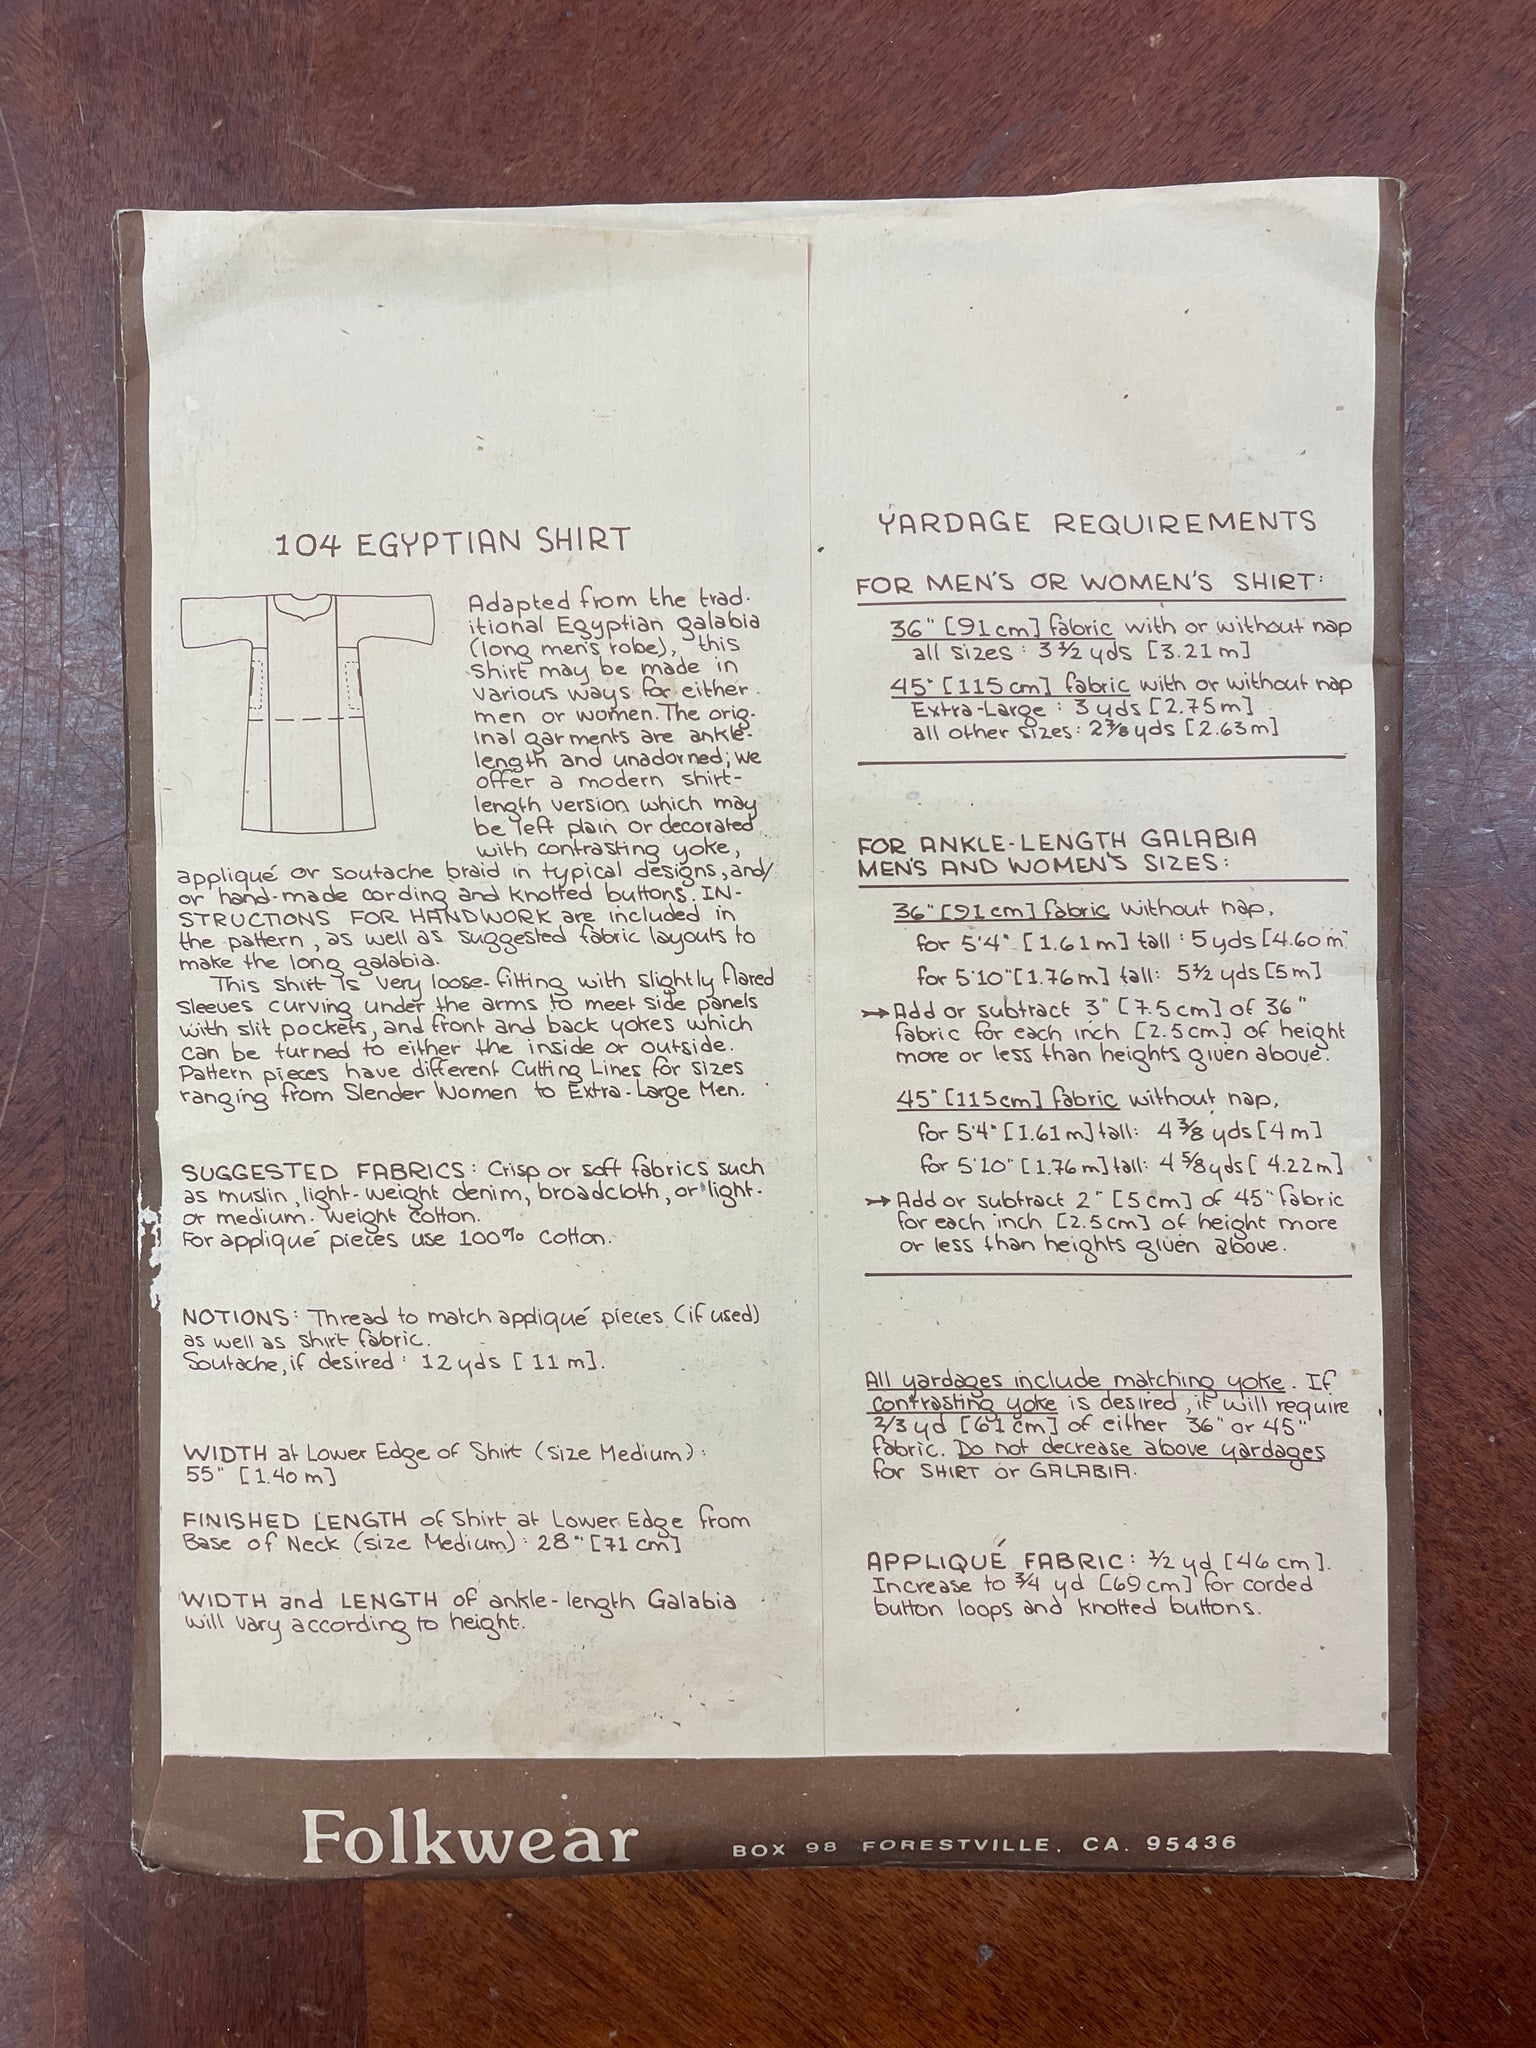 104 EGYPTIAN SHIRT
Adapted from the trad-
itional Egyptian galabia
(long men's robe), this
Shirt may be made in
various ways for either
men or women. The orig-
inal garments are ankle-
length and unadorned; we
offer a modern shirt-
length version which may
be left plain or decorated
with contrasting yoke,
appliqué or soutache braid in typical designs, and/
or hand-made cording and knotted buttons. IN-
STRUCTIONS FOR HANDWORK are included in
the pattern, as well as suggested fabric layouts to
make the long galabia.
This shirt is very loose-fitting with slightly flared
sleeves curving under the arms to meet side panels
with slit pockets, and front and back yokes which
can be turned to either the inside or outside.
Pattern pieces have different Cutting Lines for sizes
ranging from Slender Women to Extra-Large Men.
SUGGESTED FABRICS: Crisp or soft fabrics such
as muslin, light-weight denim, broadcloth, or light-
or medium-weight cotton.
For appliqué pieces use 100% cotton.
NOTIONS: Thread to match appliqué pieces (if used)
as well as shirt fabric.
Soutache, if desired: 12 yds [11 m].
WIDTH at Lower Edge of Shirt (size Medium):
55" [1.40 m]
FINISHED LENGTH of Shirt at Lower Edge from
Base of Neck (size Medium): 28" [71 cm]
WIDTH and LENGTH of ankle-length Galabia
will vary according to height.
YARDAGE REQUIREMENTS
FOR MEN'S OR WOMEN'S SHIRT:
36" [91 cm] fabric with or without nap
all sizes: 3 1/2 yds [3.21 m]
45" [115 cm] fabric with or without nap
Extra-Large: 3 yds [2.75 m]
all other sizes: 2 7/8 yds [2.63 m]
FOR ANKLE-LENGTH GALABIA
MEN'S AND WOMEN'S SIZES:
36" [91 cm] fabric without nap,
for 5'4" [1.61 m] tall: 5 yds [4.60 m]
for 5'10" [1.76 m] tall: 5 1/2 yds [5 m]
→ Add or subtract 3" [7.5 cm] of 36"
fabric for each inch [2.5 cm] of height
more or less than heights given above.
45" [115 cm] fabric without nap,
for 5'4" [1.61 m] tall: 4 3/8 yds [4 m]
for 5'10" [1.76 m] tall: 4 5/8 yds [4.22 m]
→ Add or subtract 2" [5 cm] of 45" fabric
for each inch [2.5 cm] of height more
or less than heights given above.
All yardages include matching yoke. If
contrasting yoke is desired, it will require
2/3 yd [61 cm] of either 36" or 45"
fabric. Do not decrease above yardages
for SHIRT or GALABIA.
APPLIQUÉ FABRIC: 1/2 yd [46 cm].
Increase to 3/4 yd [69 cm] for corded
button loops and knotted buttons.
Folkwear BOX 98 FORESTVILLE, CA. 95436